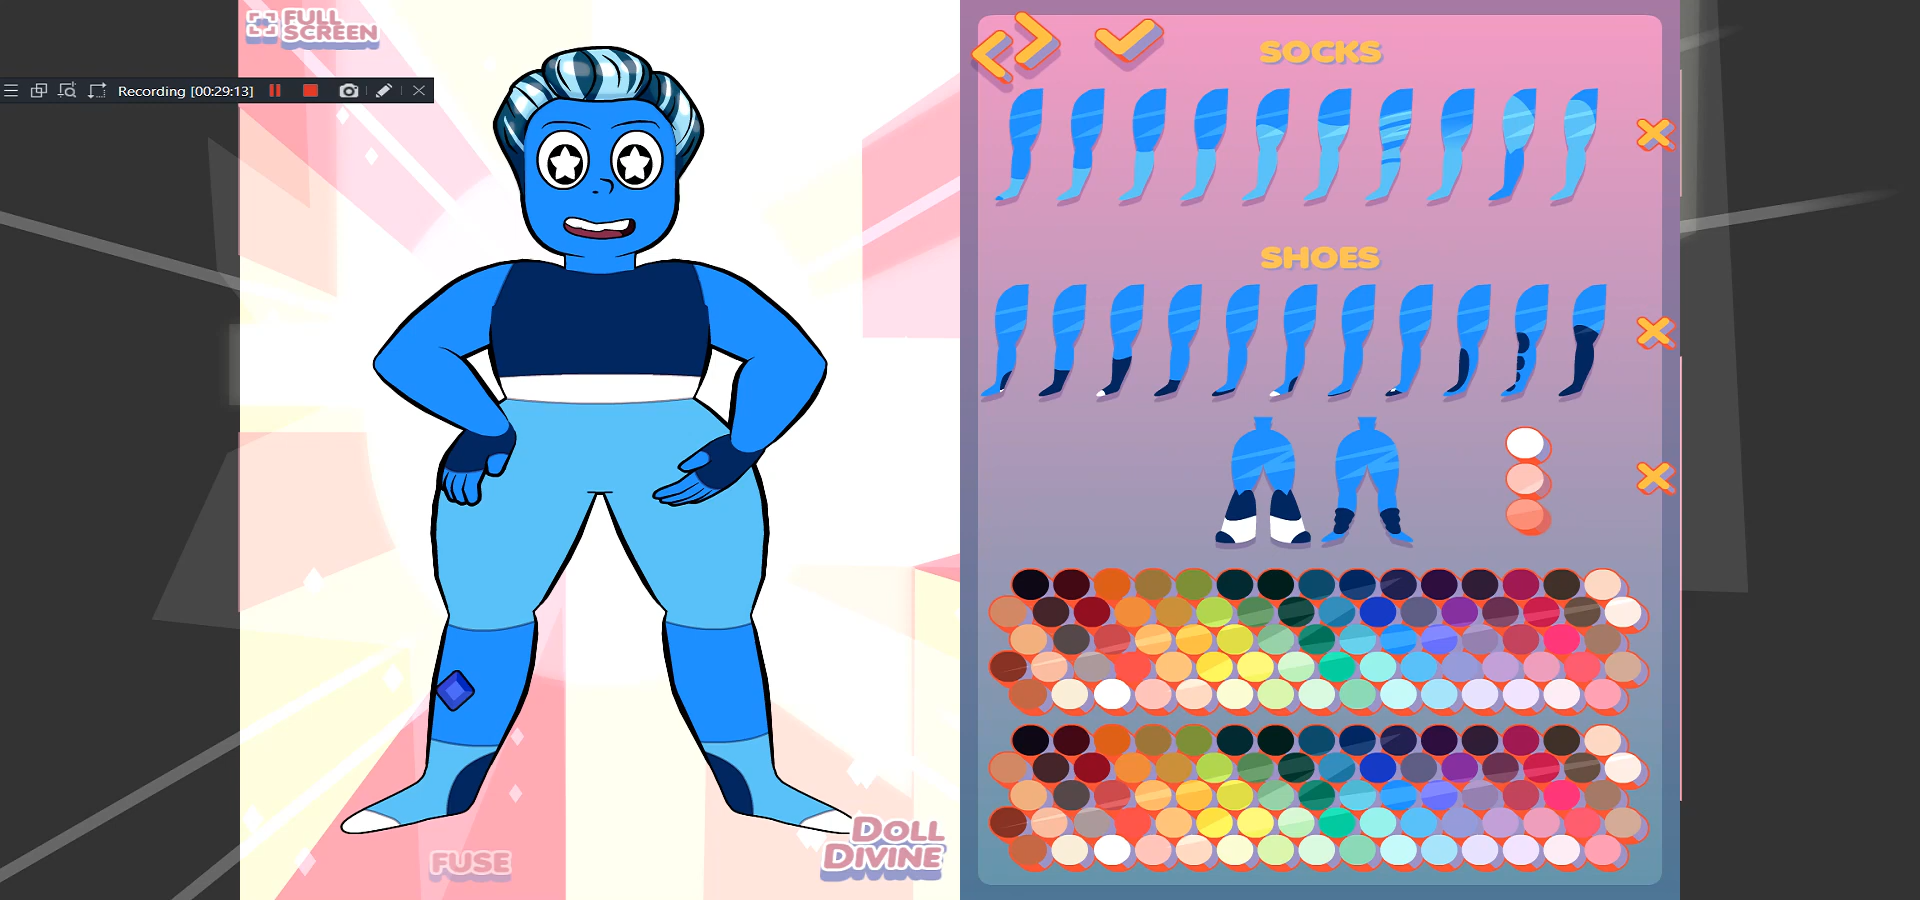 FULL
SCREEN
Recording [00:29:13]
SOCKS
SHOES
FUSE
DOLL
DIVINE